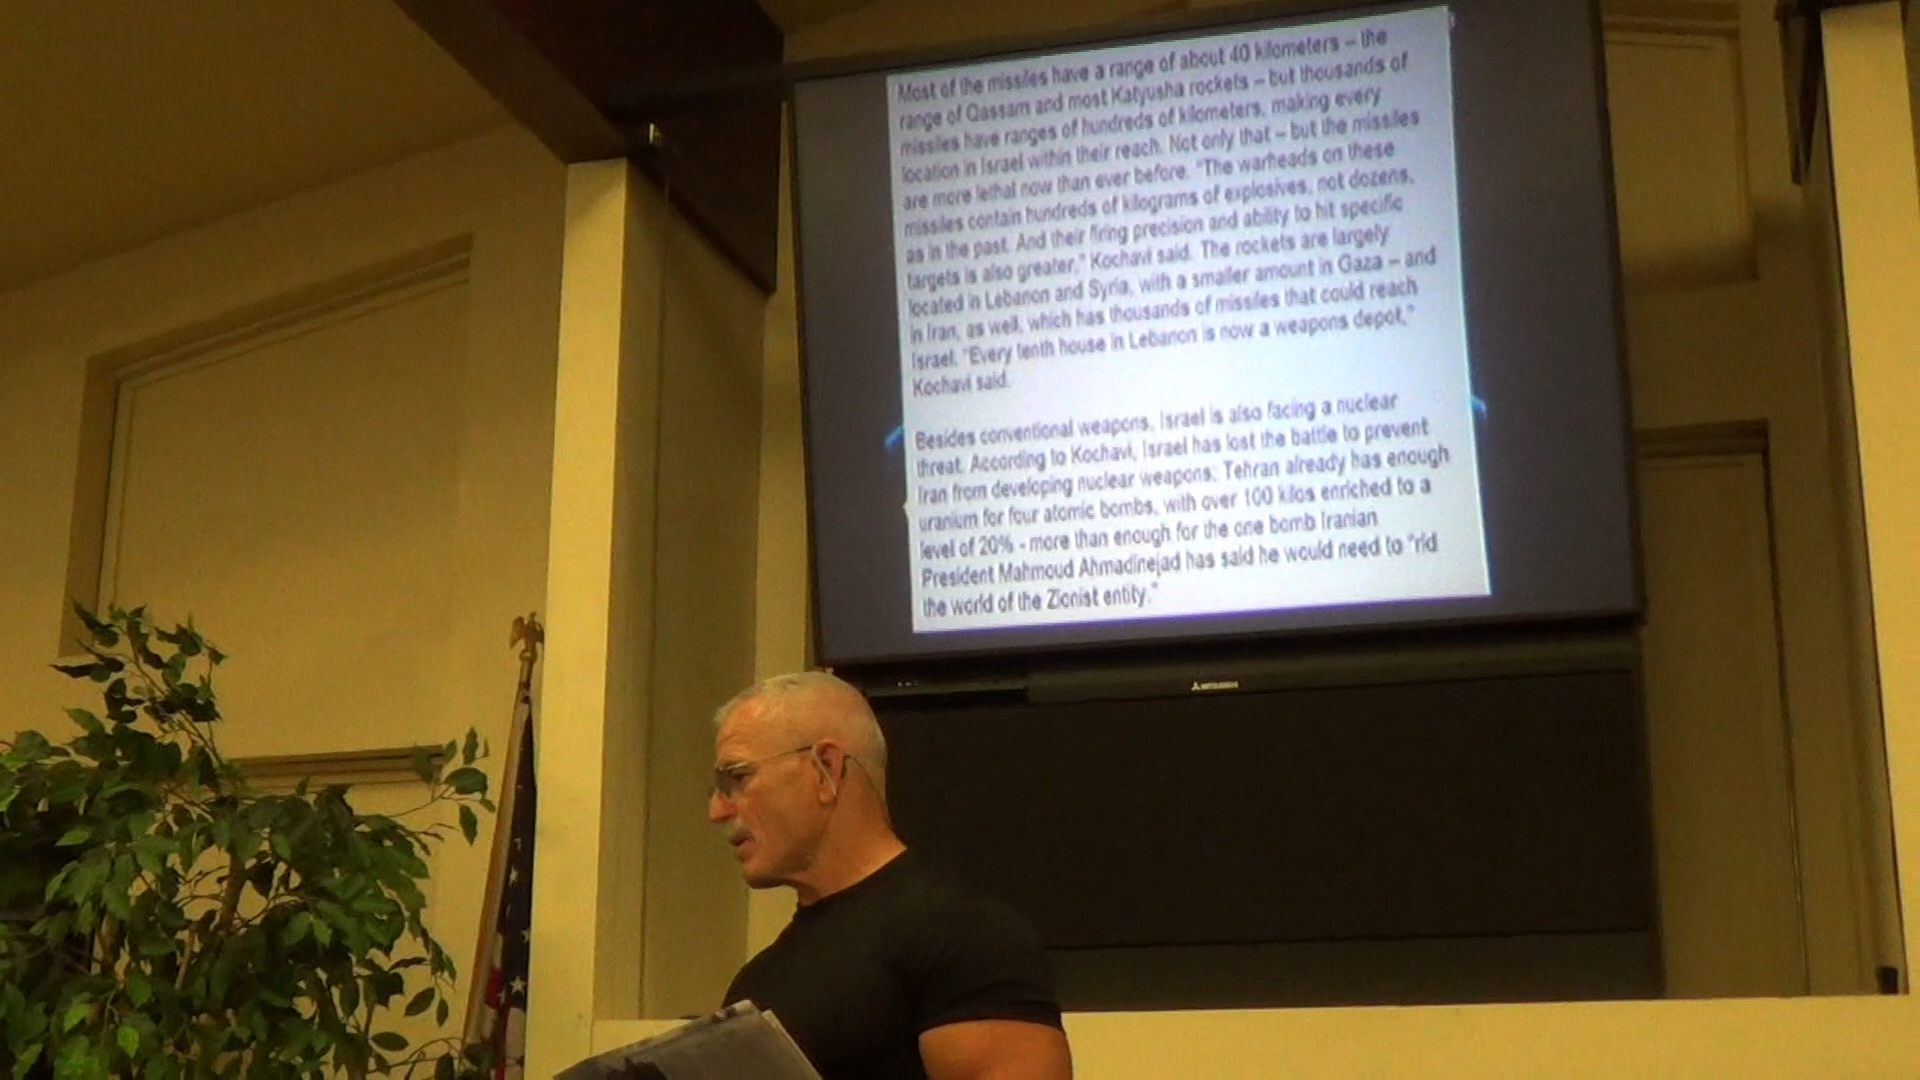 Most of the missiles have a range of about 40 kilometers – the
range of Qassam and most Katyusha rockets – but thousands of
missiles have ranges of hundreds of kilometers, making every
location in Israel within their reach. Not only that – but the missiles
are more lethal now than ever before. "The warheads on these
missiles contain hundreds of kilograms of explosives, not dozens,
as in the past. And their firing precision and ability to hit specific
targets is also greater," Kochavi said. The rockets are largely
located in Lebanon and Syria, with a smaller amount in Gaza – and
in Iran, as well, which has thousands of missiles that could reach
Israel. "Every tenth house in Lebanon is now a weapons depot,"
Kochavi said.
Besides conventional weapons, Israel is also facing a nuclear
threat. According to Kochavi, Israel has lost the battle to prevent
Iran from developing nuclear weapons; Tehran already has enough
uranium for four atomic bombs, with over 100 kilos enriched to a
level of 20% - more than enough for the one bomb Iranian
President Mahmoud Ahmadinejad has said he would need to "rid
the world of the Zionist entity."
MITSUBISHI